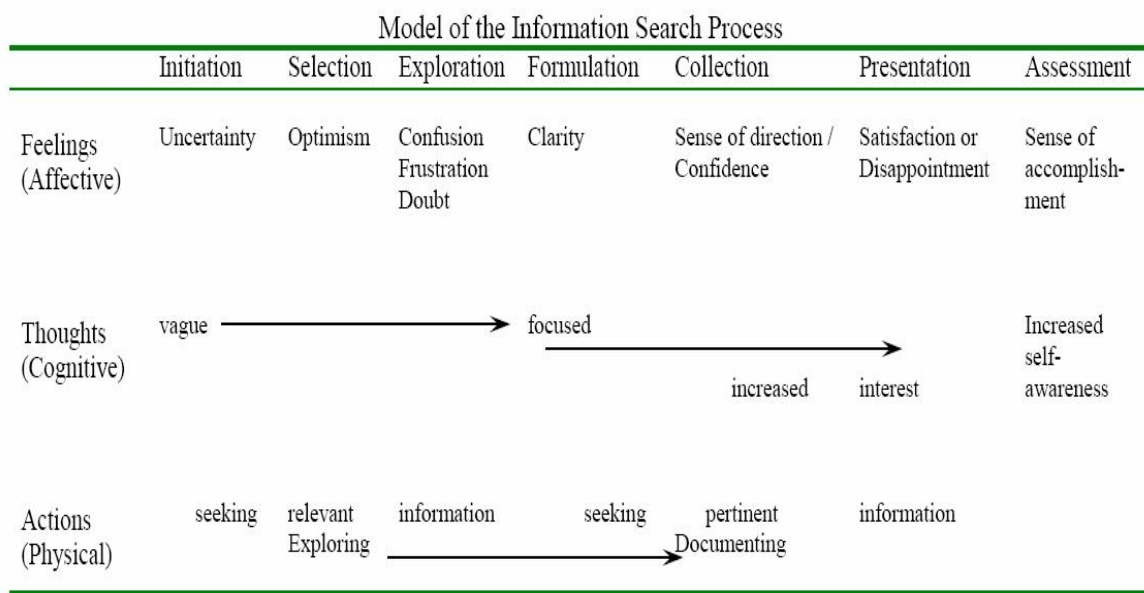 Model of the Information Search Process
Initiation Selection Exploration Formulation Collection Presentation Assessment
Feelings Uncertainty Optimism Confusion Clarity Sense of direction / Satisfaction or Sense of
(Affective) Frustration Confidence Disappointment accomplish-
Doubt ment
Thoughts vague focused Increased
(Cognitive) self-
increased interest awareness
Actions seeking relevant information seeking pertinent information
(Physical) Exploring Documenting